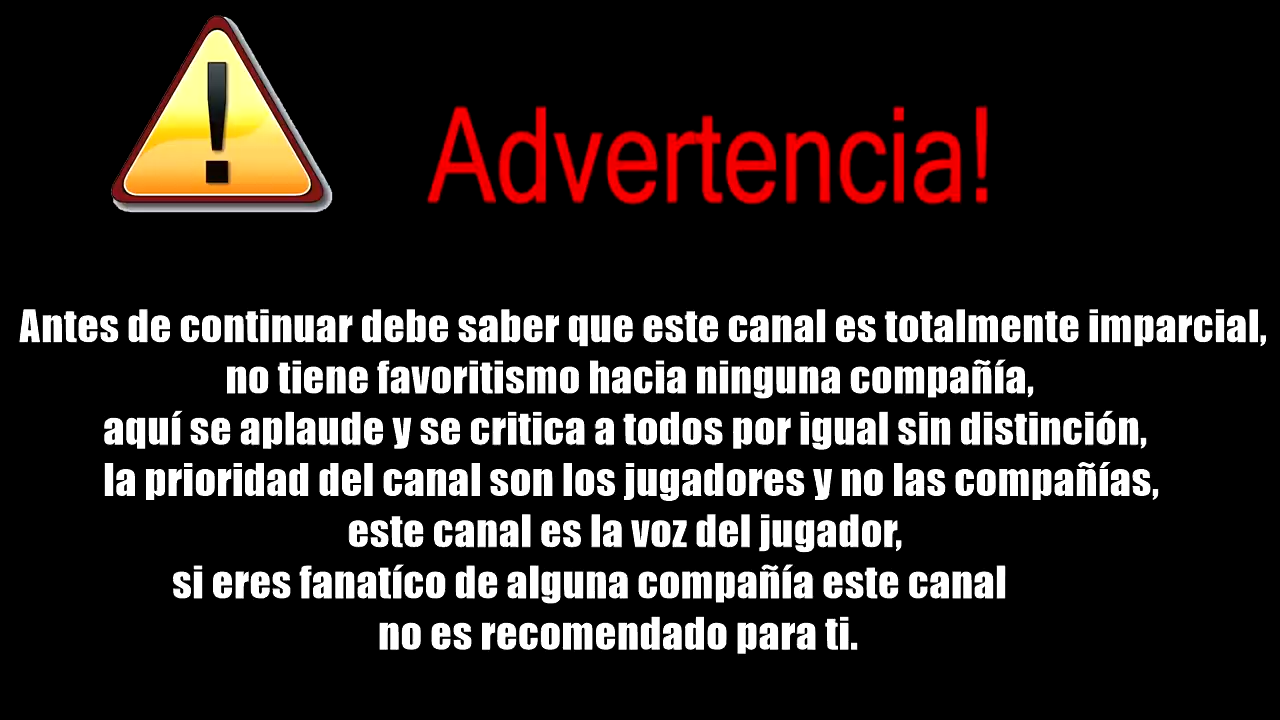 Advertencia!
Antes de continuar debe saber que este canal es totalmente imparcial,
no tiene favoritismo hacia ninguna compañía,
aquí se aplaude y se critica a todos por igual sin distinción,
la prioridad del canal son los jugadores y no las compañías,
este canal es la voz del jugador,
si eres fanatíco de alguna compañía este canal
no es recomendado para ti.